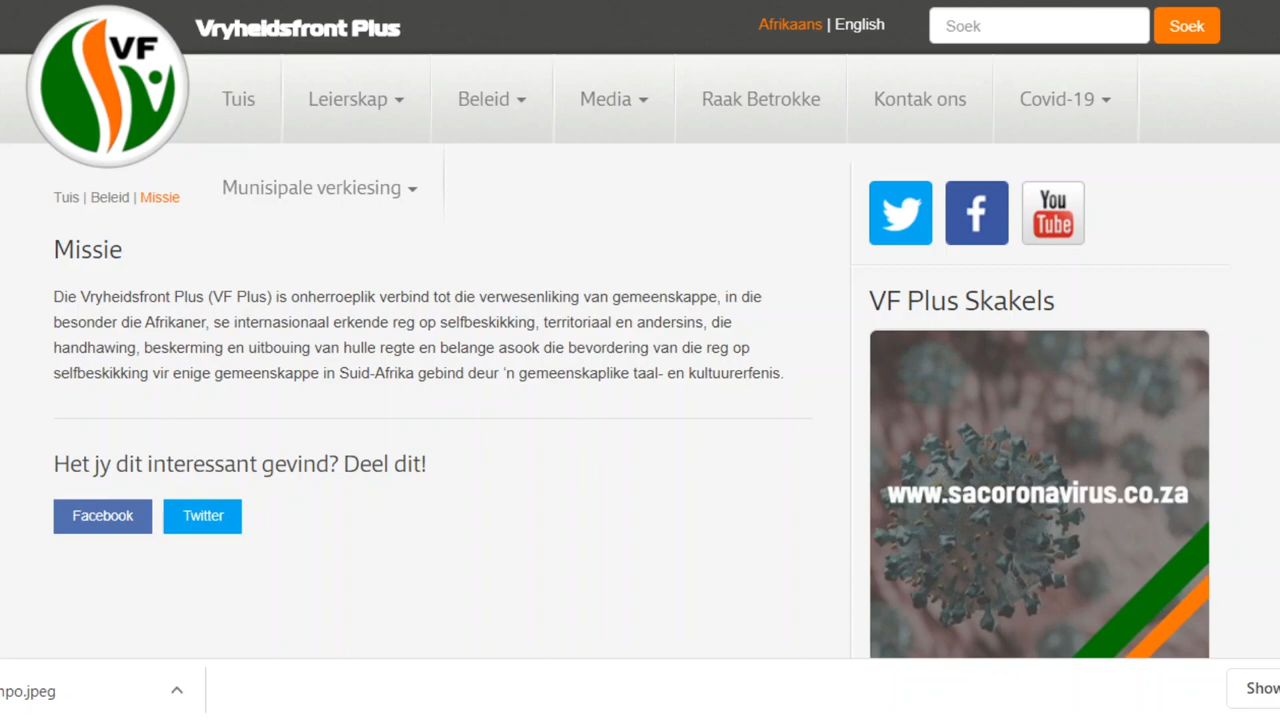 VF
Vryheidsfront Plus
Afrikaans | English
Soek
Soek
Tuis
Leierskap
Beleid
Media
Raak Betrokke
Kontak ons
Covid-19
Munisipale verkiesing
Tuis | Beleid | Missie
Missie
Die Vryheidsfront Plus (VF Plus) is onherroeplik verbind tot die verwesenliking van gemeenskappe, in die
besonder die Afrikaner, se internasionaal erkende reg op selfbeskikking, territoriaal en andersins, die
handhawing, beskerming en uitbouing van hulle regte en belange asook die bevordering van die reg op
selfbeskikking vir enige gemeenskappe in Suid-Afrika gebind deur ‘n gemeenskaplike taal- en kultuurerfenis.
Het jy dit interessant gevind? Deel dit!
Facebook
Twitter
f
You
Tube
VF Plus Skakels
www.sacoronavirus.co.za
npo.jpeg
Show